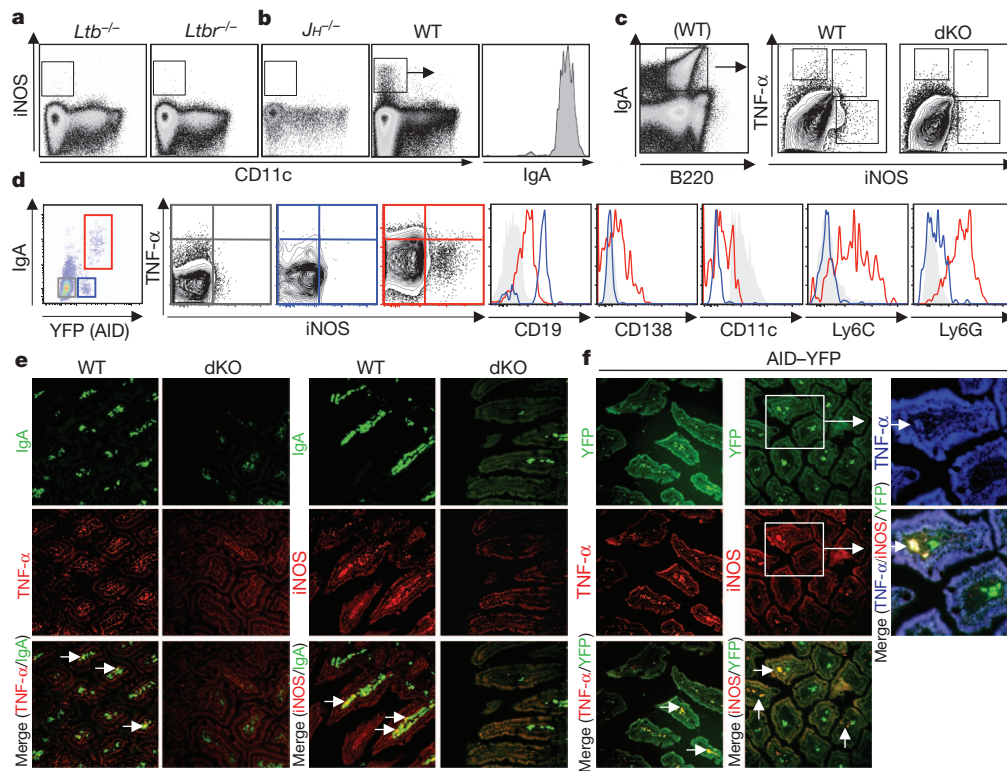 a b c
Ltb–/– Ltbr–/– JH–/– WT (WT) WT dKO
iNOS IgA TNF-α
CD11c IgA B220 iNOS
d
IgA TNF-α
YFP (AID) iNOS CD19 CD138 CD11c Ly6C Ly6G
e f
WT dKO WT dKO AID–YFP
IgA IgA YFP YFP TNF-α
TNF-α iNOS TNF-α iNOS Merge (TNF-α/iNOS/YFP)
Merge (TNF-α/IgA) Merge (iNOS/IgA) Merge (TNF-α/YFP) Merge (iNOS/YFP)